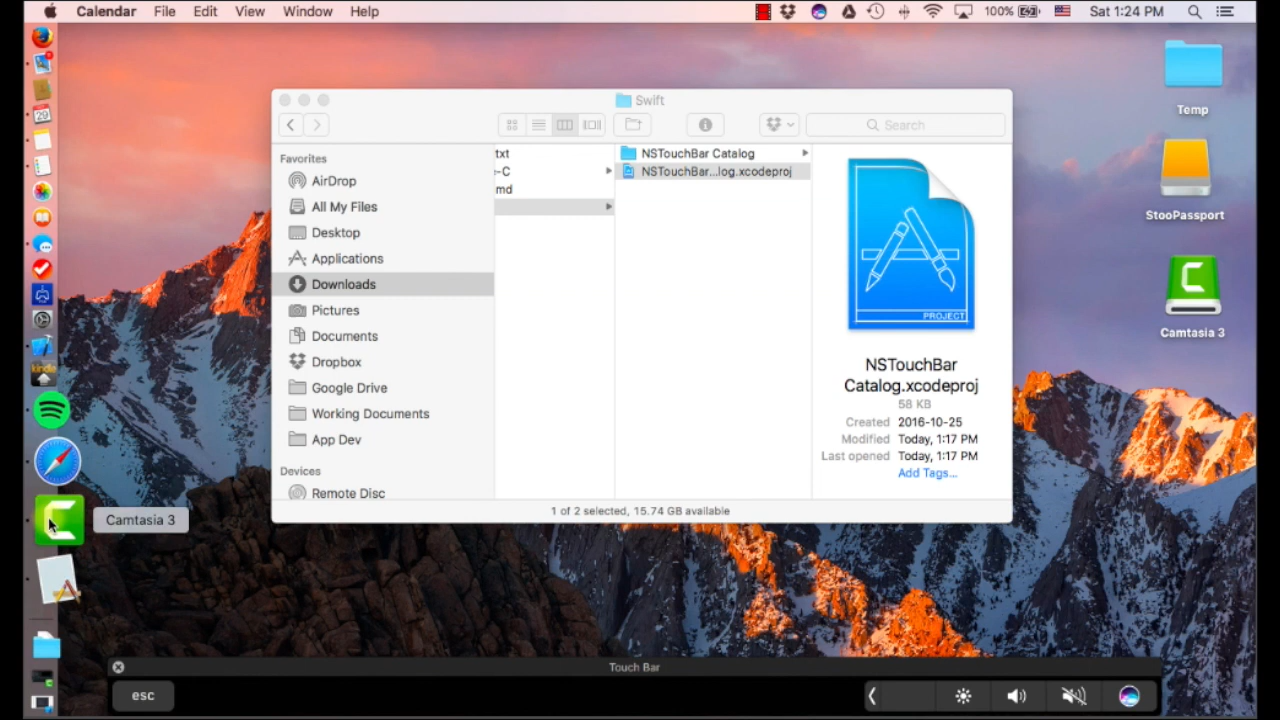 Calendar File Edit View Window Help 100% Sat 1:24 PM
Swift
Search
Favorites
AirDrop
All My Files
Desktop
Applications
Downloads
Pictures
Documents
Dropbox
Google Drive
Working Documents
App Dev
Devices
Remote Disc
txt
-C
md
NSTouchBar Catalog
NSTouchBar...log.xcodeproj
PROJECT
NSTouchBar
Catalog.xcodeproj
58 KB
Created 2016-10-25
Modified Today, 1:17 PM
Last opened Today, 1:17 PM
Add Tags...
1 of 2 selected, 15.74 GB available
Temp
StooPassport
Camtasia 3
29
kindle
Camtasia 3
Touch Bar
esc